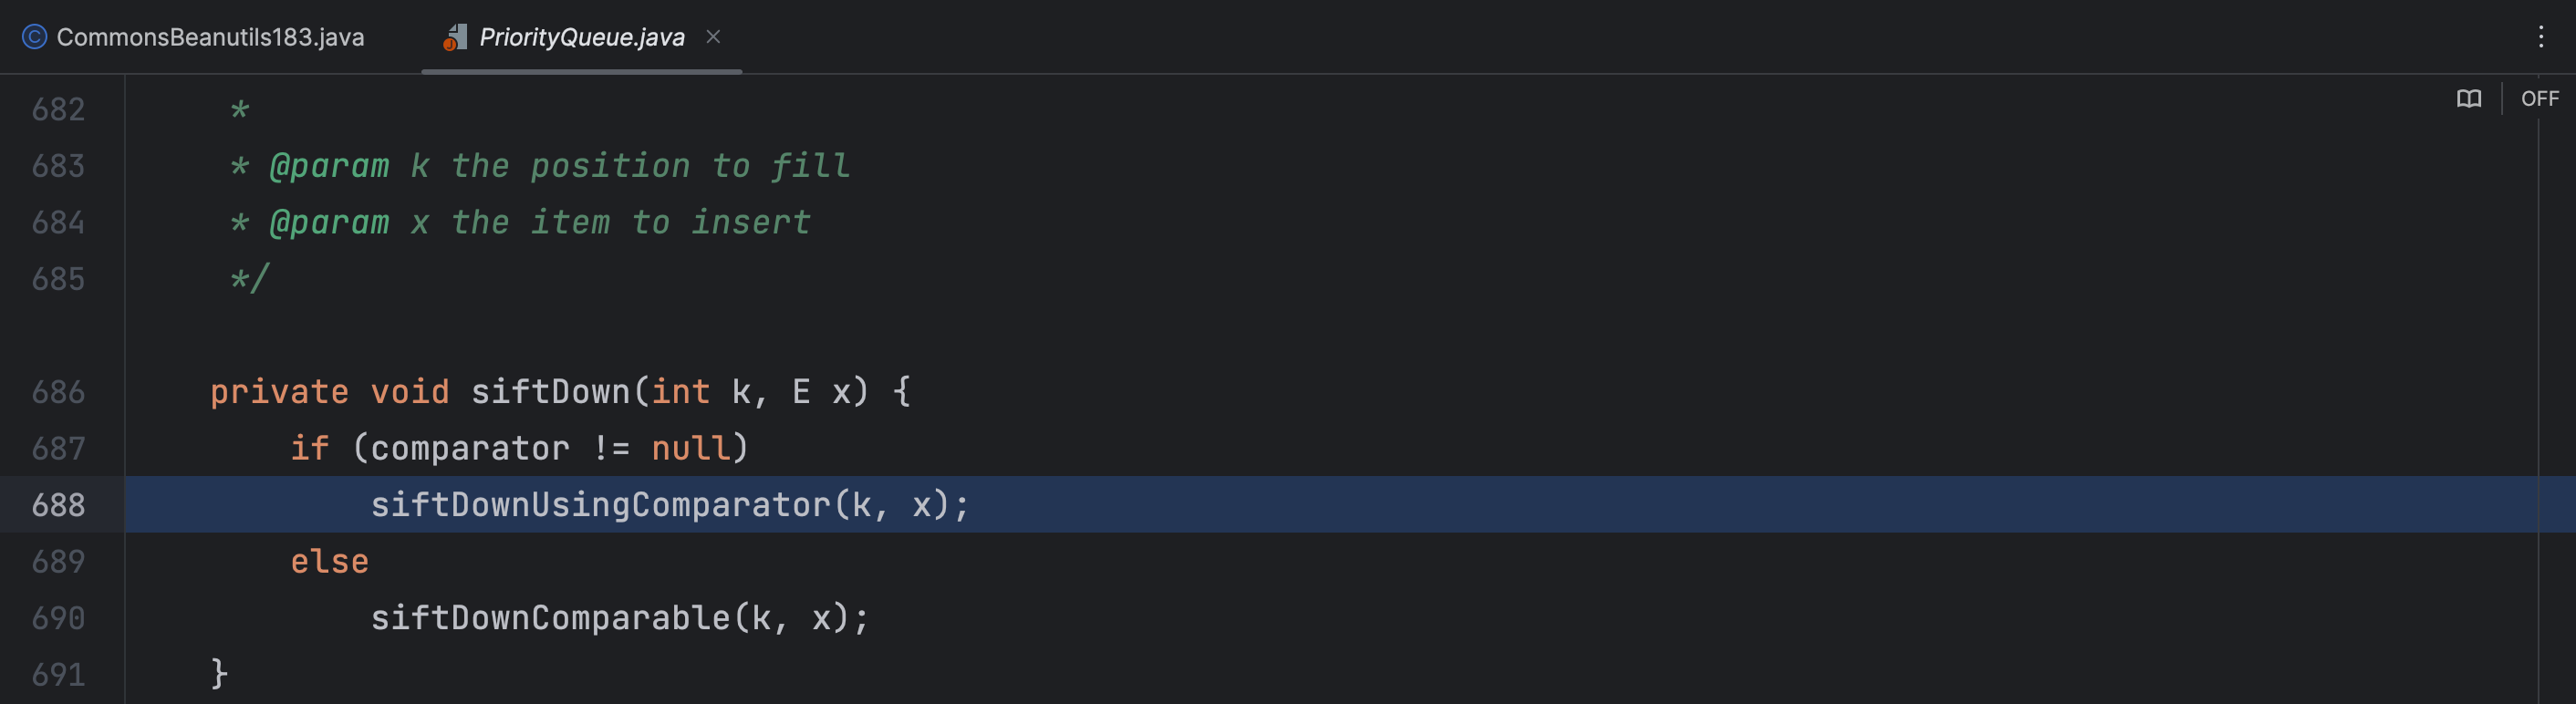 CommonsBeanutils183.java PriorityQueue.java
OFF
682 *
683 * @param k the position to fill
684 * @param x the item to insert
685 */
686 private void siftDown(int k, E x) {
687 if (comparator != null)
688 siftDownUsingComparator(k, x);
689 else
690 siftDownComparable(k, x);
691 }